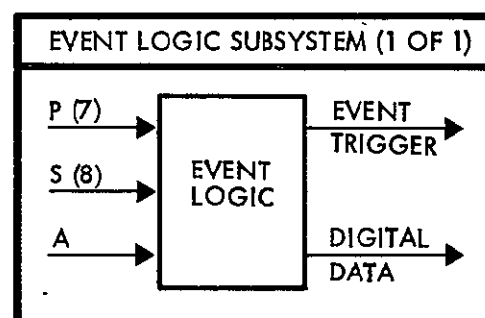 EVENT LOGIC SUBSYSTEM (1 OF 1)
P (7)
S (8)
A
EVENT
LOGIC
EVENT
TRIGGER
DIGITAL
DATA